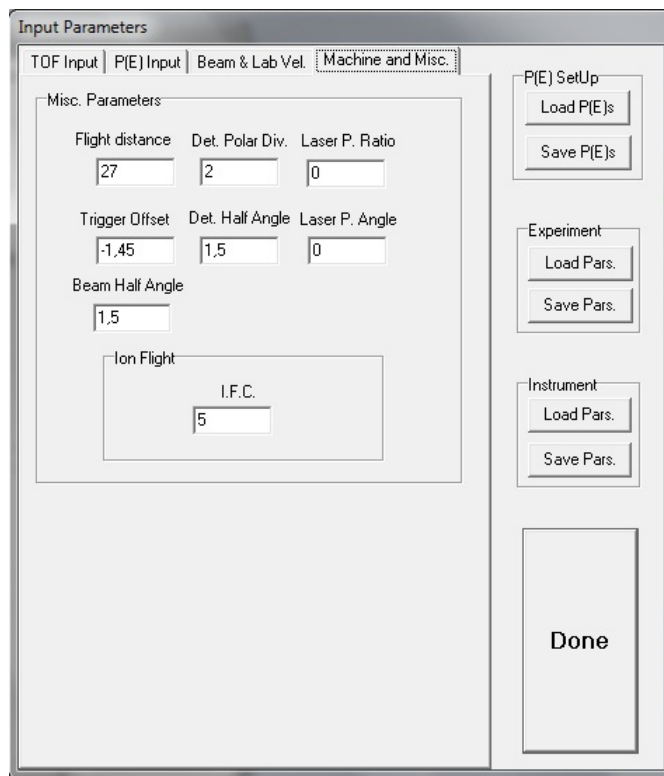 Input Parameters
TOF Input P(E) Input Beam & Lab Vel. Machine and Misc.
Misc. Parameters
Flight distance Det. Polar Div. Laser P. Ratio
27 2 0
Trigger Offset Det. Half Angle Laser P. Angle
-1,45 1,5 0
Beam Half Angle
1,5
Ion Flight
I.F.C.
5
P(E) SetUp
Load P(E)s
Save P(E)s
Experiment
Load Pars.
Save Pars.
Instrument
Load Pars.
Save Pars.
Done